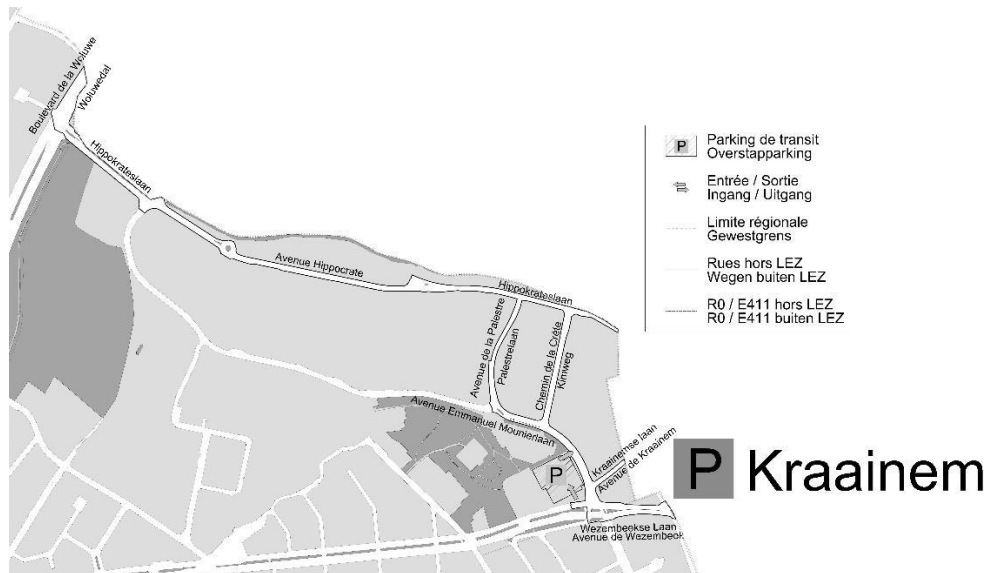 Boulevard de la Woluwe
Woluwedal
Hippokrateslaan
Avenue Hippocrate
Hippokrateslaan
Avenue de la Palestre
Palestrelaan
Chemin de la Crête
Kimweg
Avenue Emmanuel Mounierlaan
Kraainemse laan
Avenue de Kraainem
P
Wezembeekse Laan
Avenue de Wezembeek
P
Parking de transit
Overstapparking
Entrée / Sortie
Ingang / Uitgang
Limite régionale
Gewestgrens
Rues hors LEZ
Wegen buiten LEZ
R0 / E411 hors LEZ
R0 / E411 buiten LEZ
P Kraainem